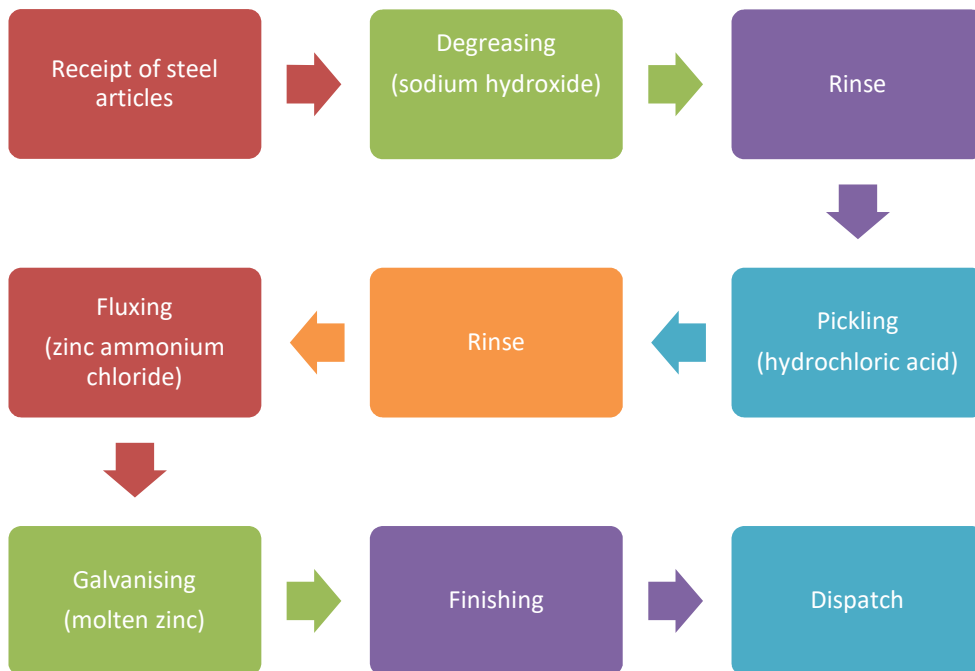 Receipt of steel
articles
Degreasing
(sodium hydroxide)
Rinse
Pickling
(hydrochloric acid)
Rinse
Fluxing
(zinc ammonium
chloride)
Galvanising
(molten zinc)
Finishing
Dispatch